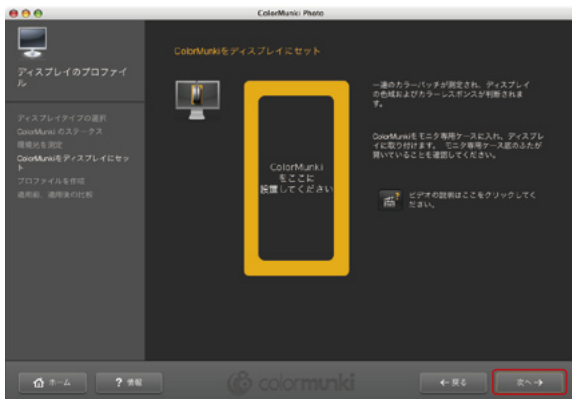 ColorMunki Photo
ディスプレイのプロファイ
ル
ディスプレイタイプの選択
ColorMunki のステータス
環境光を測定
ColorMunkiをディスプレイにセッ
ト
プロファイルを作成
適用前、適用後の比較
ColorMunkiをディスプレイにセット
ColorMunki
をここに
設置してください
一連のカラーパッチが測定され、ディスプレイ
の色域およびカラーレスポンスが判断されま
す。
ColorMunkiをモニタ専用ケースに入れ、ディスプレ
イに取り付けます。 モニタ専用ケース底のふたが
開いていることを確認してください。
ビデオの説明はここをクリックしてく
ださい。
ホーム
? 情報
colormunki
戻る
次へ